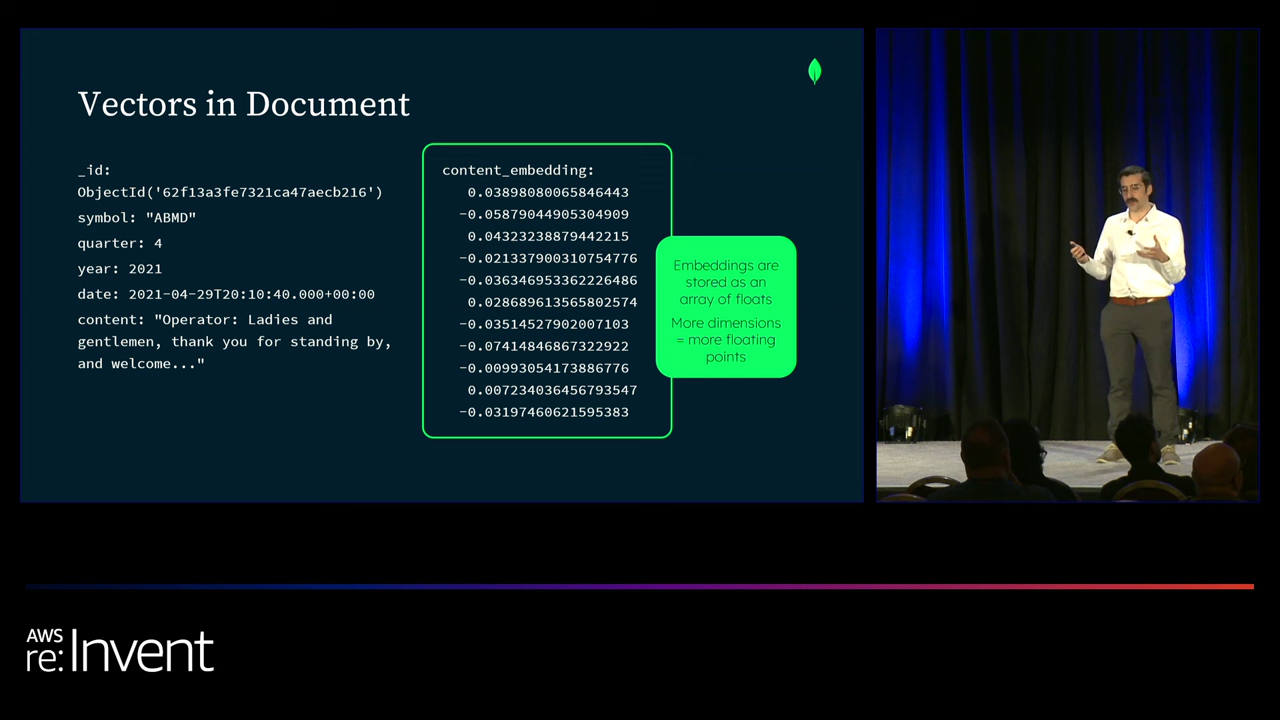 Vectors in Document
_id:
ObjectId('62f13a3fe7321ca47aecb216')
symbol: "ABMD"
quarter: 4
year: 2021
date: 2021-04-29T20:10:40.000+00:00
content: "Operator: Ladies and
gentlemen, thank you for standing by,
and welcome..."
content_embedding:
0.03898080065846443
-0.05879044905304909
0.04323238879442215
-0.021337900310754776
-0.036346953362226486
0.028689613565802574
-0.03514527902007103
-0.07414846867322922
-0.00993054173886776
0.007234036456793547
-0.03197460621595383
Embeddings are
stored as an
array of floats
More dimensions
= more floating
points
AWS
re:Invent